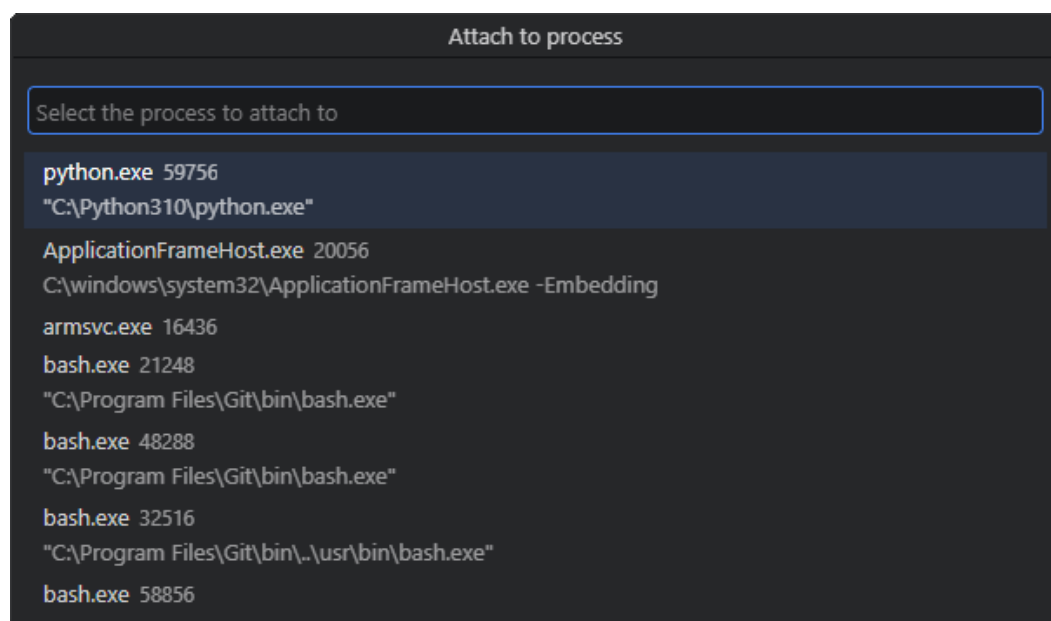 Attach to process
Select the process to attach to
python.exe 59756
"C:\Python310\python.exe"
ApplicationFrameHost.exe 20056
C:\windows\system32\ApplicationFrameHost.exe -Embedding
armsvc.exe 16436
bash.exe 21248
"C:\Program Files\Git\bin\bash.exe"
bash.exe 48288
"C:\Program Files\Git\bin\bash.exe"
bash.exe 32516
"C:\Program Files\Git\bin\..\usr\bin\bash.exe"
bash.exe 58856